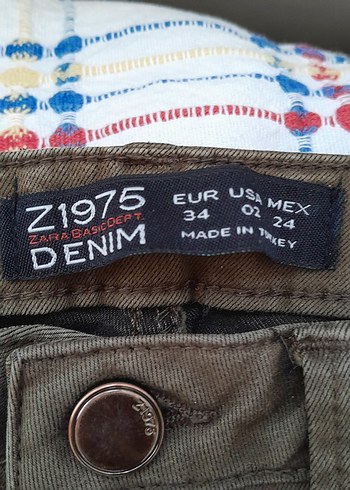 Z1975
ZARA BASIC DEPT.
DENIM
EUR USA MEX
34 02 24
MADE IN TURKEY
Z1975